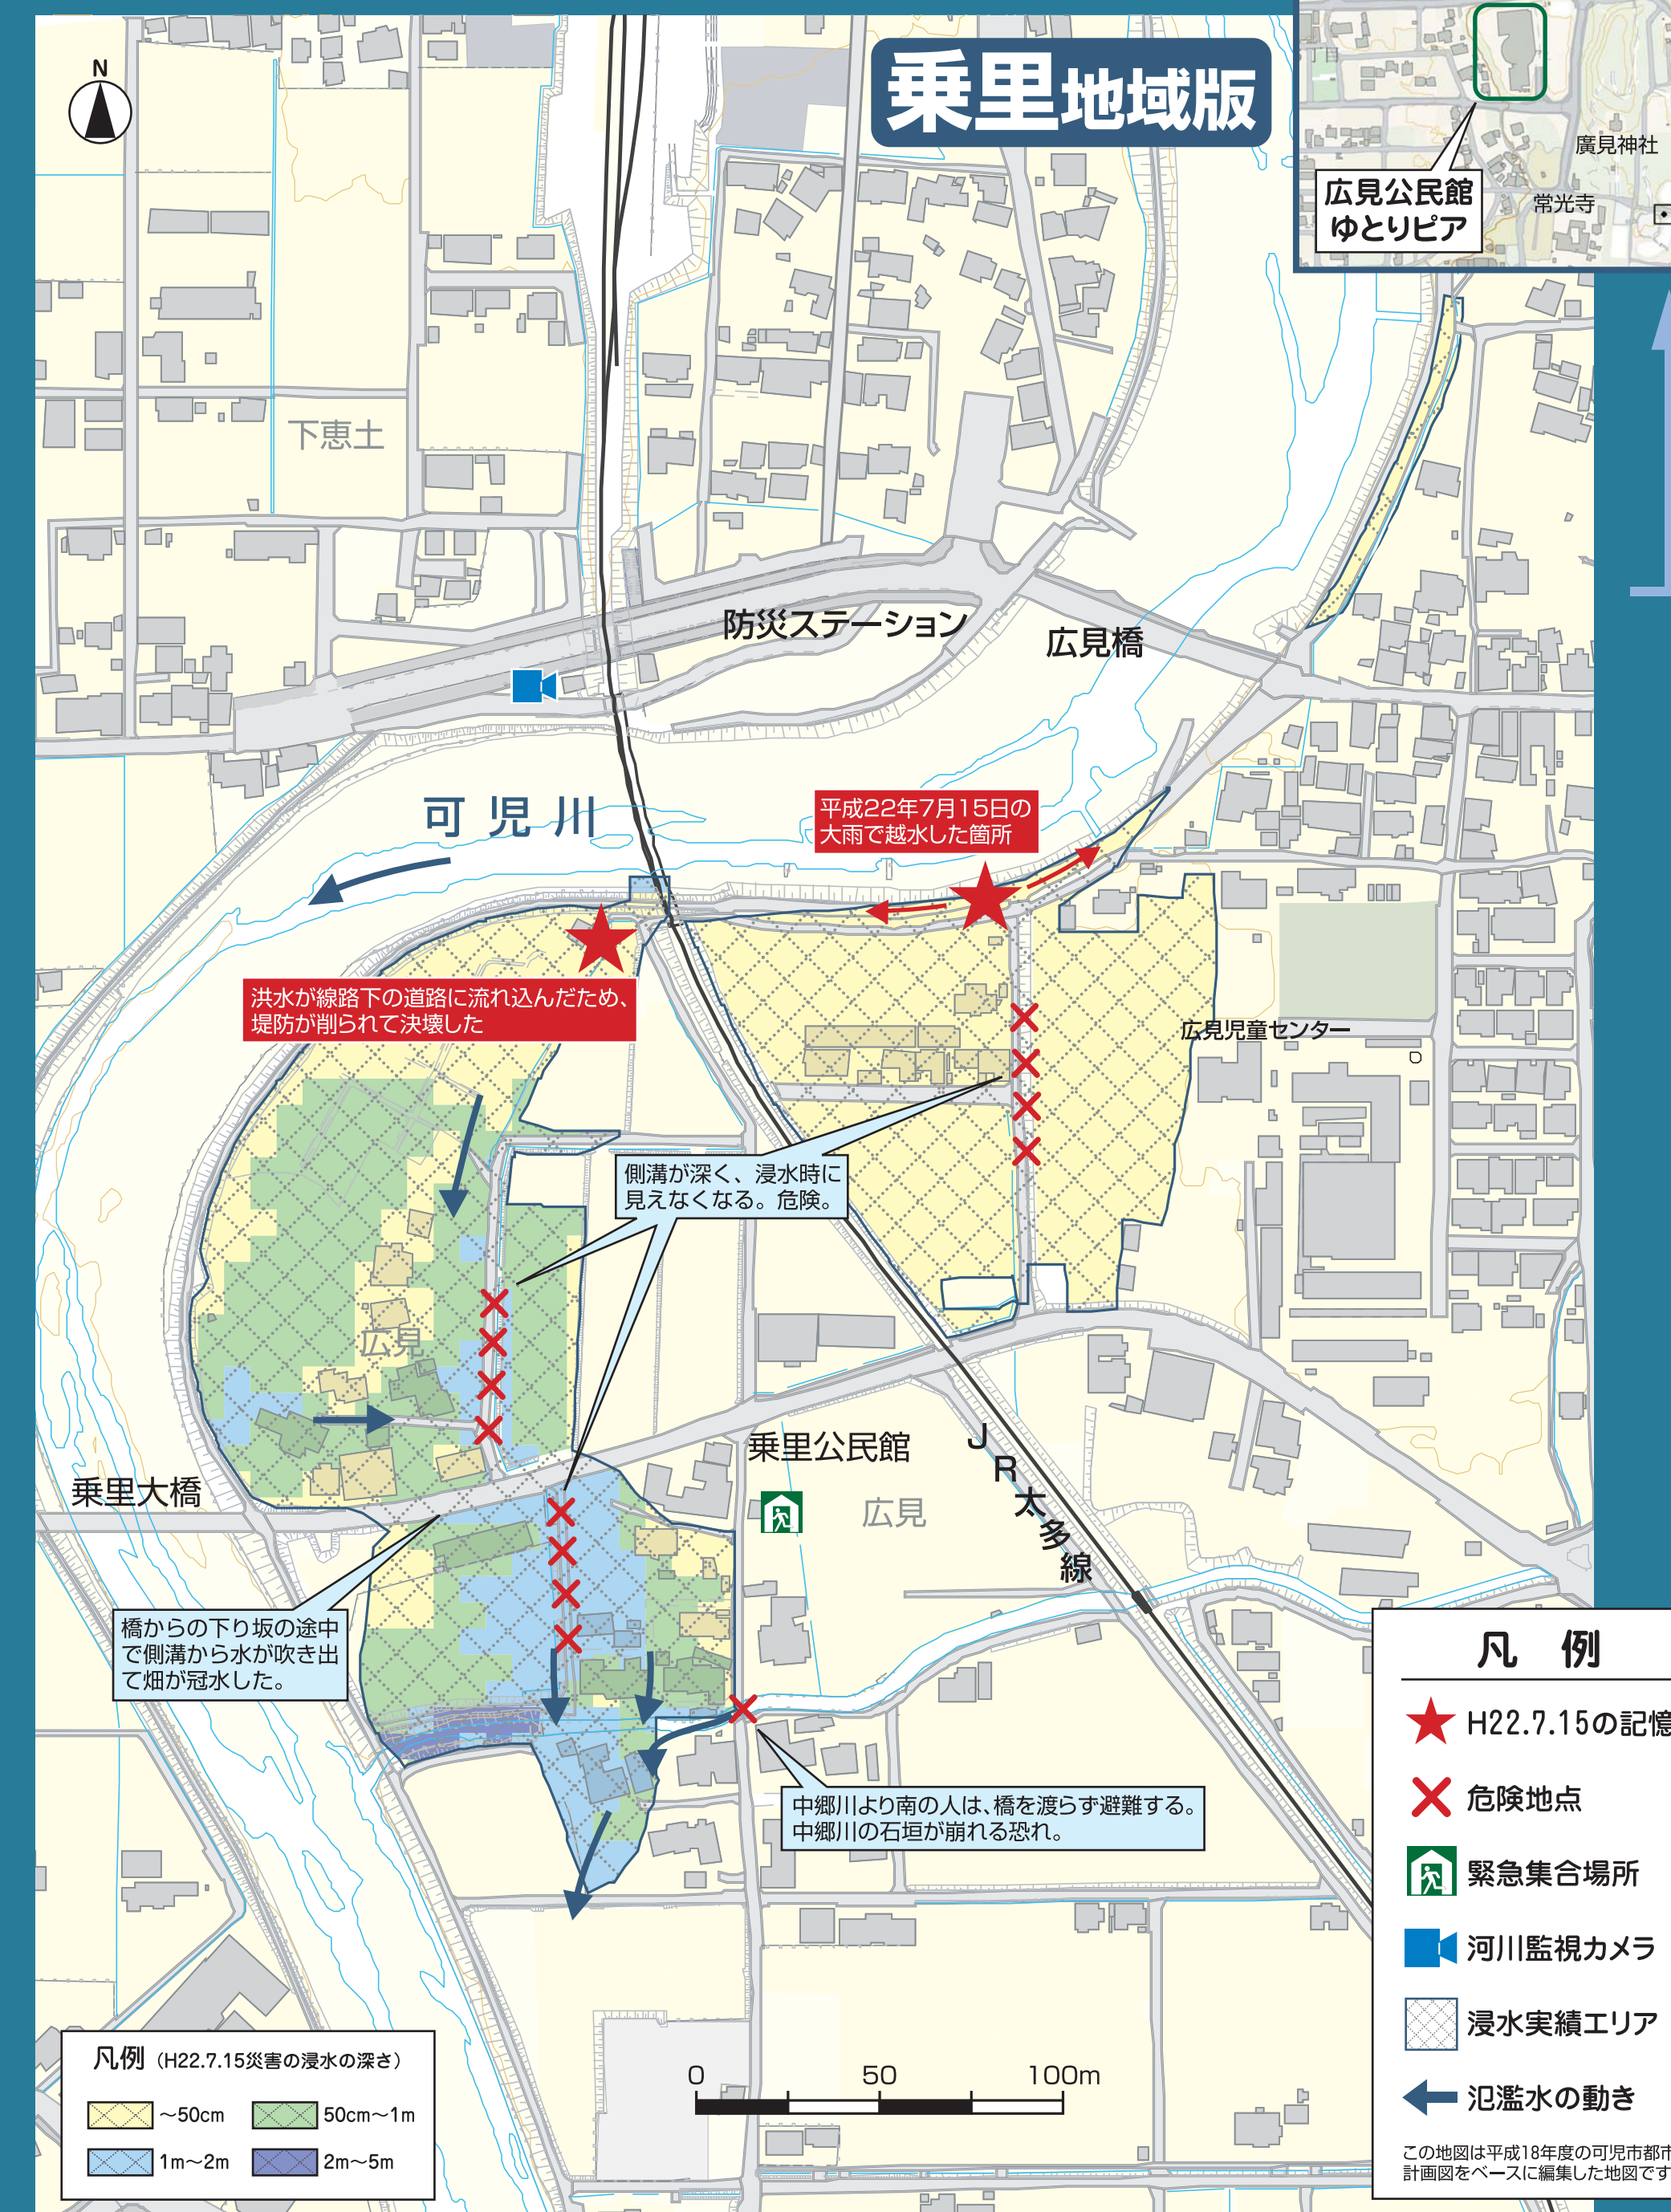 乗里地域版
N
廣見神社
常光寺
広見公民館
ゆとりピア
下恵土
防災ステーション
広見橋
可児川
平成22年7月15日の
大雨で越水した箇所
洪水が線路下の道路に流れ込んだため、
堤防が削られて決壊した
広見児童センター
側溝が深く、浸水時に
見えなくなる。危険。
広見
乗里大橋
乗里公民館
広見
JR太多線
橋からの下り坂の途中
で側溝から水が吹き出
て畑が冠水した。
中郷川より南の人は、橋を渡らず避難する。
中郷川の石垣が崩れる恐れ。
凡例
H22.7.15の記憶
危険地点
緊急集合場所
河川監視カメラ
浸水実績エリア
氾濫水の動き
この地図は平成18年度の可児市都市
計画図をベースに編集した地図です
凡例（H22.7.15災害の浸水の深さ）
～50cm
50cm～1m
1m～2m
2m～5m
0 50 100m